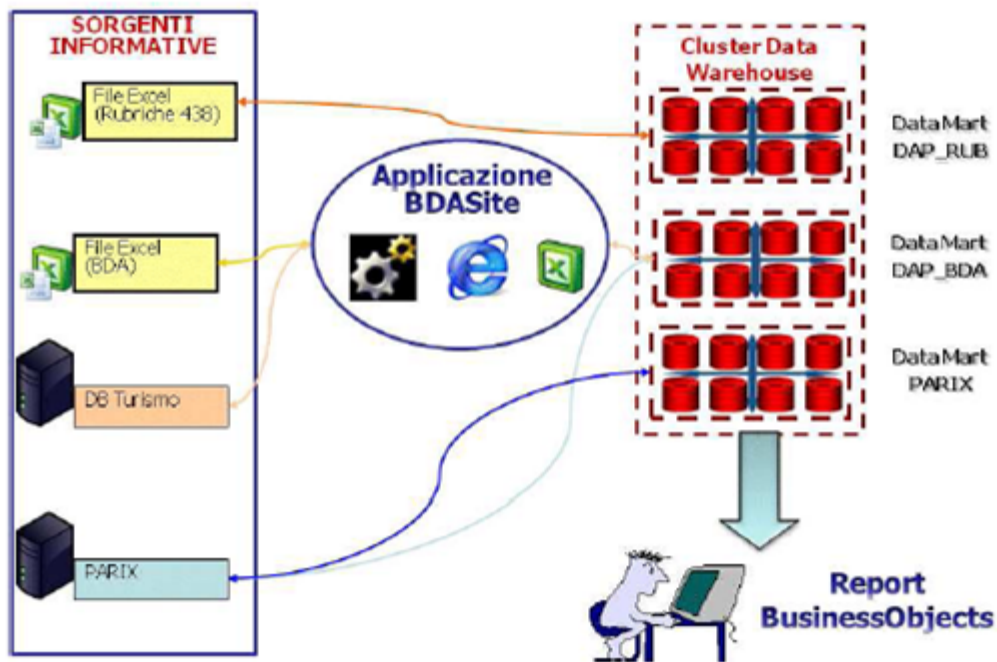 SORGENTI
INFORMATIVE
File Excel
(Rubriche 438)
File Excel
(BDA)
DB Turismo
PARIX
Applicazione
BDASite
Cluster Data
Warehouse
DataMart
DAP_RUB
DataMart
DAP_BDA
DataMart
PARIX
Report
BusinessObjects